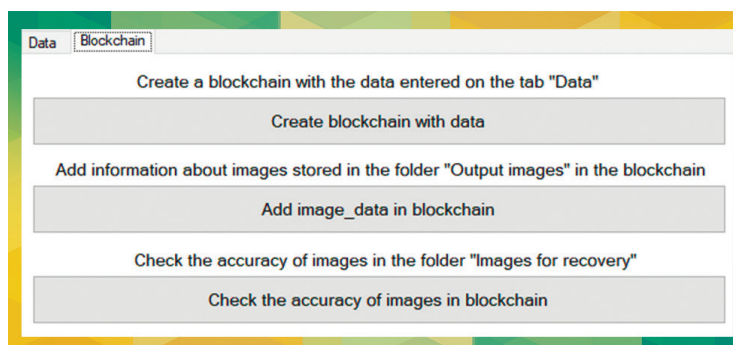 Data Blockchain
Create a blockchain with the data entered on the tab "Data"
Create blockchain with data
Add information about images stored in the folder "Output images" in the blockchain
Add image_data in blockchain
Check the accuracy of images in the folder "Images for recovery"
Check the accuracy of images in blockchain